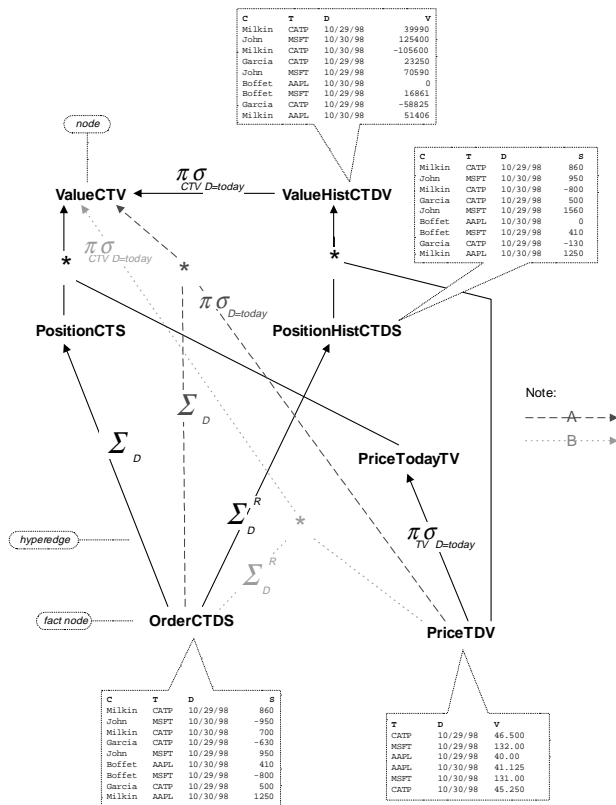 C T D V
Milkin CATP 10/29/98 39990
John MSFT 10/30/98 125400
Milkin CATP 10/30/98 -105600
Garcia CATP 10/29/98 23250
John MSFT 10/29/98 70590
Boffet AAPL 10/30/98 0
Boffet MSFT 10/29/98 16861
Garcia CATP 10/29/98 -58825
Milkin AAPL 10/30/98 51406
node
C T D S
Milkin CATP 10/29/98 860
John MSFT 10/30/98 950
Milkin CATP 10/30/98 -800
Garcia CATP 10/29/98 500
John MSFT 10/29/98 1560
Boffet AAPL 10/30/98 0
Boffet MSFT 10/29/98 410
Garcia CATP 10/29/98 -130
Milkin AAPL 10/30/98 1250
π σ
CTV D=today
ValueCTV
ValueHistCTDV
π σ
CTV D=today
*
*
*
π σ
D=today
PositionCTS
PositionHistCTDS
Note:
A
B
Σ D
Σ D
PriceTodayTV
Σ D R
*
π σ
TV D=today
hyperedge
Σ D R
fact node
OrderCTDS
PriceTDV
C T D S
Milkin CATP 10/29/98 860
John MSFT 10/30/98 -950
Milkin CATP 10/30/98 700
Garcia CATP 10/29/98 -630
John MSFT 10/29/98 950
Boffet AAPL 10/30/98 410
Boffet MSFT 10/29/98 -800
Garcia CATP 10/29/98 500
Milkin AAPL 10/30/98 1250
T D V
CATP 10/29/98 46.500
MSFT 10/29/98 132.00
AAPL 10/29/98 40.00
AAPL 10/30/98 41.125
MSFT 10/30/98 131.00
CATP 10/30/98 45.250